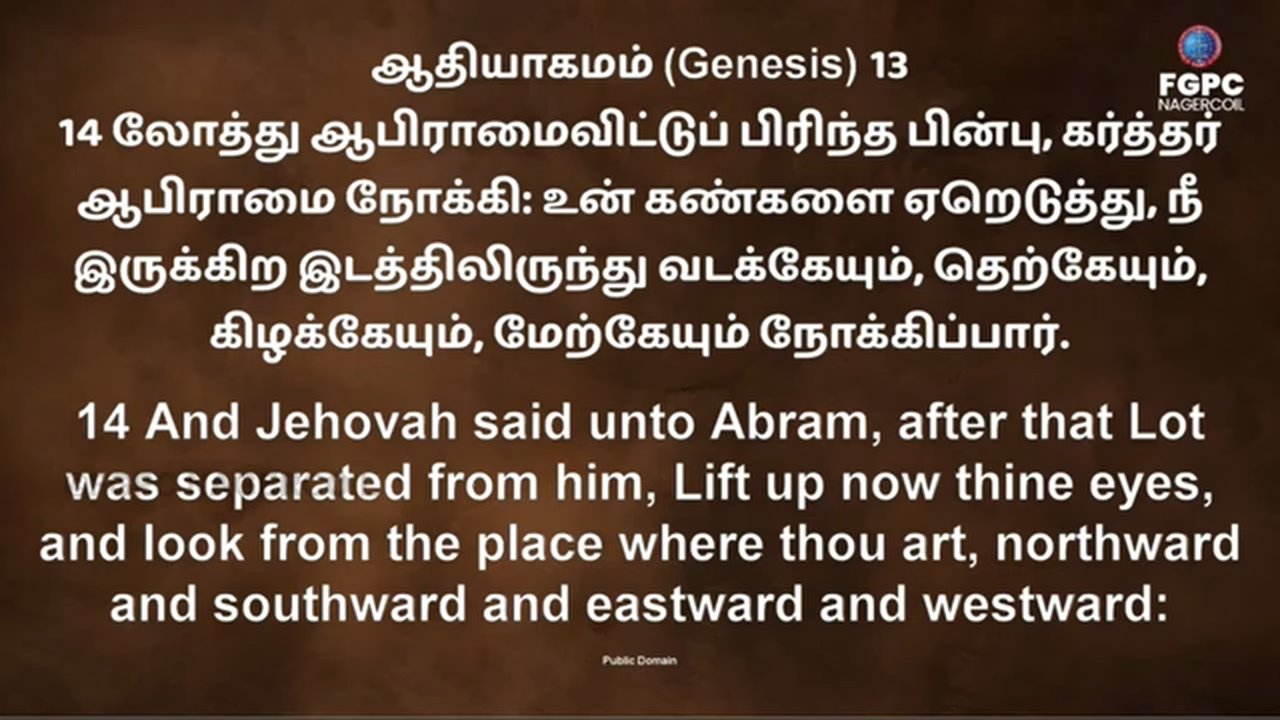 ஆதியாகமம் (Genesis) 13
FGPC
NAGERCOIL
14 லோத்து ஆபிராமைவிட்டுப் பிரிந்த பின்பு, கர்த்தர்
ஆபிராமை நோக்கி: உன் கண்களை ஏறெடுத்து, நீ
இருக்கிற இடத்திலிருந்து வடக்கேயும், தெற்கேயும்,
கிழக்கேயும், மேற்கேயும் நோக்கிப்பார்.
14 And Jehovah said unto Abram, after that Lot
was separated from him, Lift up now thine eyes,
and look from the place where thou art, northward
and southward and eastward and westward:
Public Domain